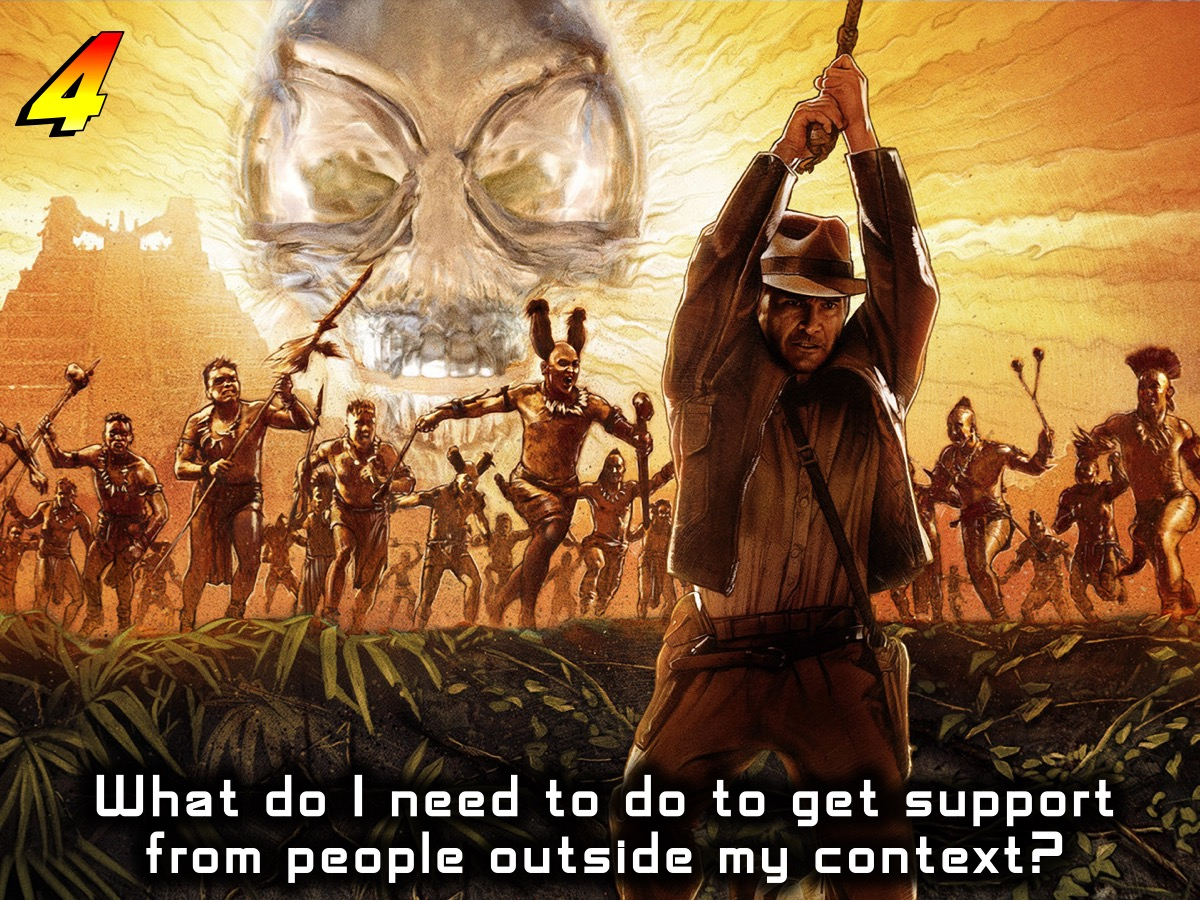 4
What do I need to do to get support
from people outside my context?